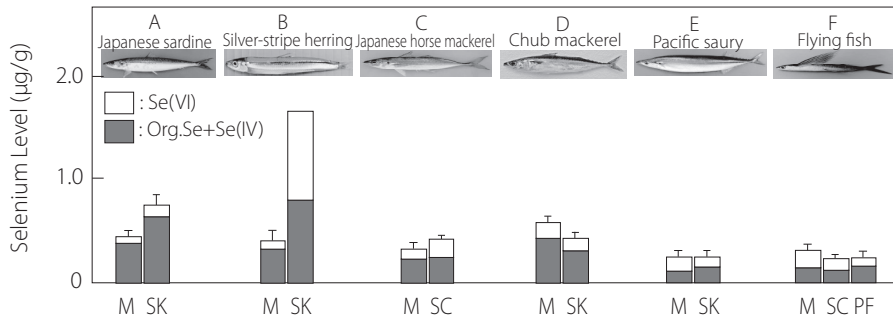 A B C D E F
Japanese sardine Silver-stripe herring Japanese horse mackerel Chub mackerel Pacific saury Flying fish
Selenium Level (μg/g)
2.0
: Se(VI)
: Org.Se+Se(IV)
1.0
0
M SK M SK M SC M SK M SK M SC PF